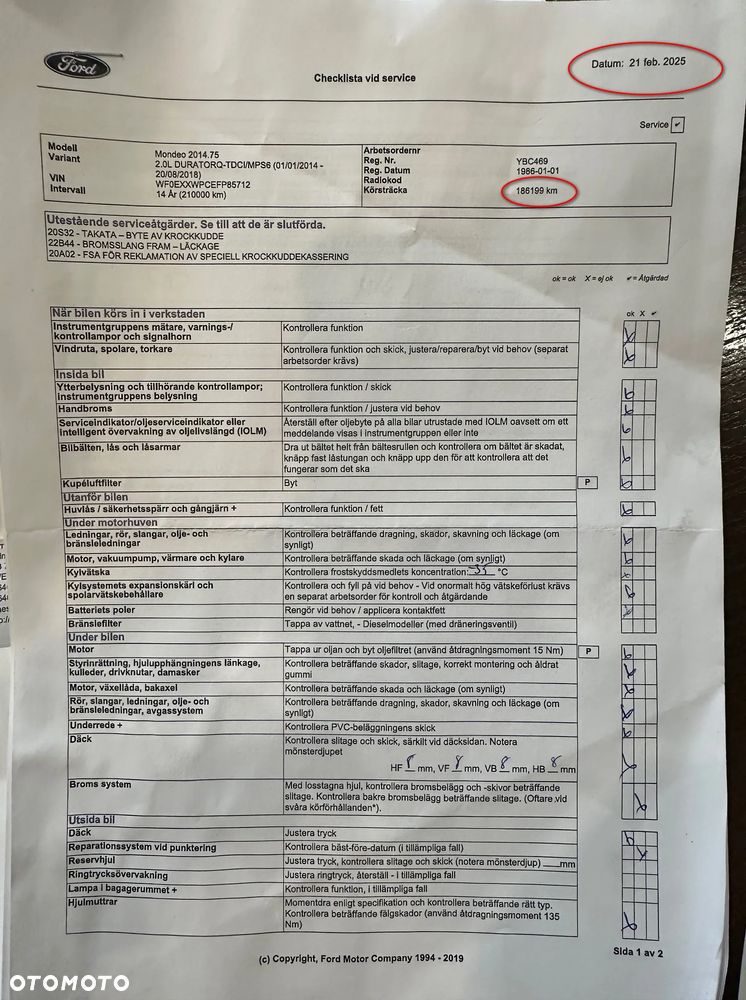 Ford
Datum: 21 feb. 2025
Checklista vid service
Service ✔
Modell Mondeo 2014.75
Variant 2.0L DURATORQ-TDCI/MPS6 (01/01/2014 -
20/08/2018)
VIN WF0EXXWPCEFP85712
Intervall 14 År (210000 km)
Arbetsordernr
Reg. Nr. YBC469
Reg. Datum 1986-01-01
Radiokod
Körsträcka 186199 km
Utestående serviceåtgärder. Se till att de är slutförda.
20S32 - TAKATA – BYTE AV KROCKKUDDE
22B44 - BROMSSLANG FRAM – LÄCKAGE
20A02 - FSA FÖR REKLAMATION AV SPECIELL KROCKKUDDEKASSERING
ok = ok X = ej ok ✔ = Åtgärdad
ok X ✔
När bilen körs in i verkstaden
Instrumentgruppens mätare, varnings-/
kontrollampor och signalhorn
Kontrollera funktion
Vindruta, spolare, torkare
Kontrollera funktion och skick, justera/reparera/byt vid behov (separat
arbetsorder krävs)
Insida bil
Ytterbelysning och tillhörande kontrollampor;
instrumentgruppens belysning
Kontrollera funktion / skick
Handbroms
Kontrollera funktion / justera vid behov
Serviceindikator/oljeserviceindikator eller
intelligent övervakning av oljelivslängd (IOLM)
Återställ efter oljebyte på alla bilar utrustade med IOLM oavsett om ett
meddelande visas i instrumentgruppen eller inte
Bilbälten, lås och låsarmar
Dra ut bältet helt från bältesrullen och kontrollera om bältet är skadat,
knäpp fast låstungan och knäpp upp den för att kontrollera att det
fungerar som det ska
Kupéluftfilter
Byt
P
Utanför bilen
Huvlås / säkerhetsspärr och gångjärn +
Kontrollera funktion / fett
Under motorhuven
Ledningar, rör, slangar, olje- och
bränsleledningar
Kontrollera beträffande dragning, skador, skavning och läckage (om
synligt)
Motor, vakuumpump, värmare och kylare
Kontrollera beträffande skada och läckage (om synligt)
Kylvätska
Kontrollera frostskyddsmedlets koncentration: 35 °C
Kylsystemets expansionskärl och
spolarvätskebehållare
Kontrollera och fyll på vid behov - Vid onormalt hög vätskeförlust krävs
en separat arbetsorder för kontroll och åtgärdande
Batteriets poler
Rengör vid behov / applicera kontaktfett
Bränslefilter
Tappa av vattnet, - Dieselmodeller (med dräneringsventil)
Under bilen
Motor
Tappa ur oljan och byt oljefiltret (använd åtdragningsmoment 15 Nm)
P
Styrinrättning, hjulupphängningens länkage,
kulleder, drivknutar, damasker
Kontrollera beträffande skador, slitage, korrekt montering och åldrat
gummi
Motor, växellåda, bakaxel
Kontrollera beträffande skada och läckage (om synligt)
Rör, slangar, ledningar, olje- och
bränsleledningar, avgassystem
Kontrollera beträffande dragning, skador, skavning och läckage (om
synligt)
Underrede +
Kontrollera PVC-beläggningens skick
Däck
Kontrollera slitage och skick, särkilt vid däcksidan. Notera
mönsterdjupet
HF 8 mm, VF 8 mm, VB 8 mm, HB 8 mm
Broms system
Med losstagna hjul, kontrollera bromsbelägg och -skivor beträffande
slitage. Kontrollera bakre bromsbelägg beträffande slitage. (Oftare vid
svåra körförhållanden*).
Utsida bil
Däck
Justera tryck
Reparationssystem vid punktering
Kontrollera bäst-före-datum (i tillämpliga fall)
Reservhjul
Justera tryck, kontrollera slitage och skick (notera mönsterdjup) ___mm
Ringtrycksövervakning
Justera ringtryck, återställ - i tillämpliga fall
Lampa i bagagerummet +
Kontrollera funktion, i tillämpliga fall
Hjulmuttrar
Momentdra enligt specifikation och kontrollera beträffande rätt typ.
Kontrollera beträffande fälgskador (använd åtdragningsmoment 135
Nm)
(c) Copyright, Ford Motor Company 1994 - 2019
Sida 1 av 2
OTOMOTO